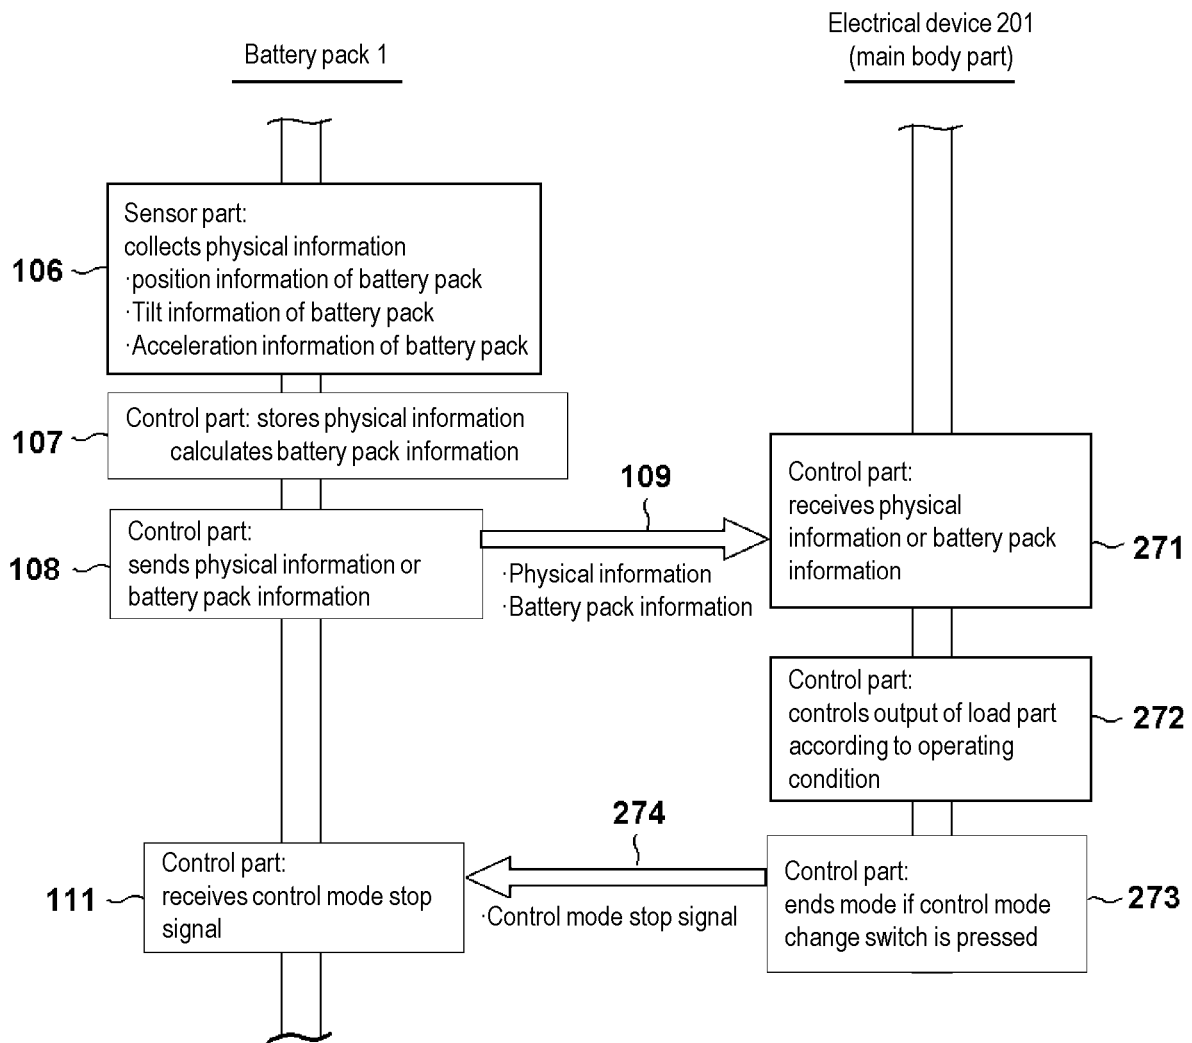 Battery pack 1
Electrical device 201
(main body part)
Sensor part:
collects physical information
·position information of battery pack
·Tilt information of battery pack
·Acceleration information of battery pack
106
Control part: stores physical information
calculates battery pack information
107
Control part:
sends physical information or
battery pack information
108
109
·Physical information
·Battery pack information
Control part:
receives physical
information or battery pack
information
271
Control part:
controls output of load part
according to operating
condition
272
274
·Control mode stop signal
Control part:
ends mode if control mode
change switch is pressed
273
Control part:
receives control mode stop
signal
111